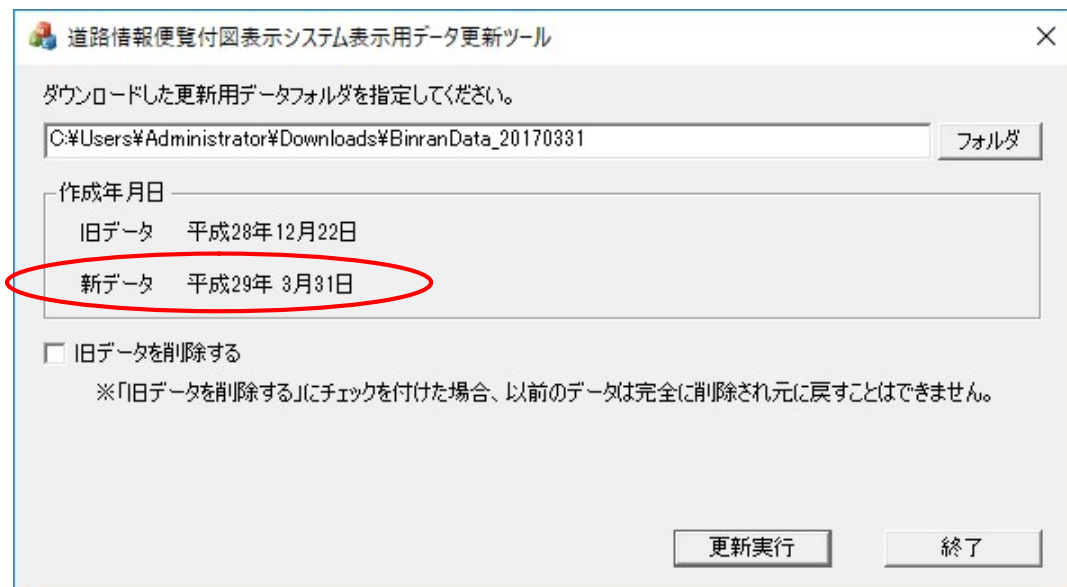 道路情報便覧付図表示システム表示用データ更新ツール
ダウンロードした更新用データフォルダを指定してください。
C:¥Users¥Administrator¥Downloads¥BinranData_20170331
フォルダ
作成年月日
旧データ 平成28年12月22日
新データ 平成29年 3月31日
旧データを削除する
※「旧データを削除する」にチェックを付けた場合、以前のデータは完全に削除され元に戻すことはできません。
更新実行 終了